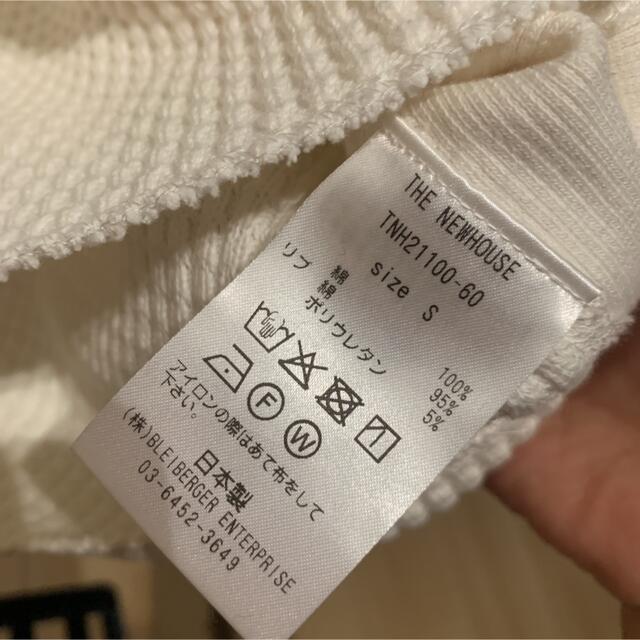 THE NEWHOUSE
TNH21100-60
size S
綿 100%
リブ 綿 95%
ポリウレタン 5%
F W
アイロンの際はあて布をして
下さい。
日本製
(株)BLEIBERGER ENTERPRISE
03-6452-3649